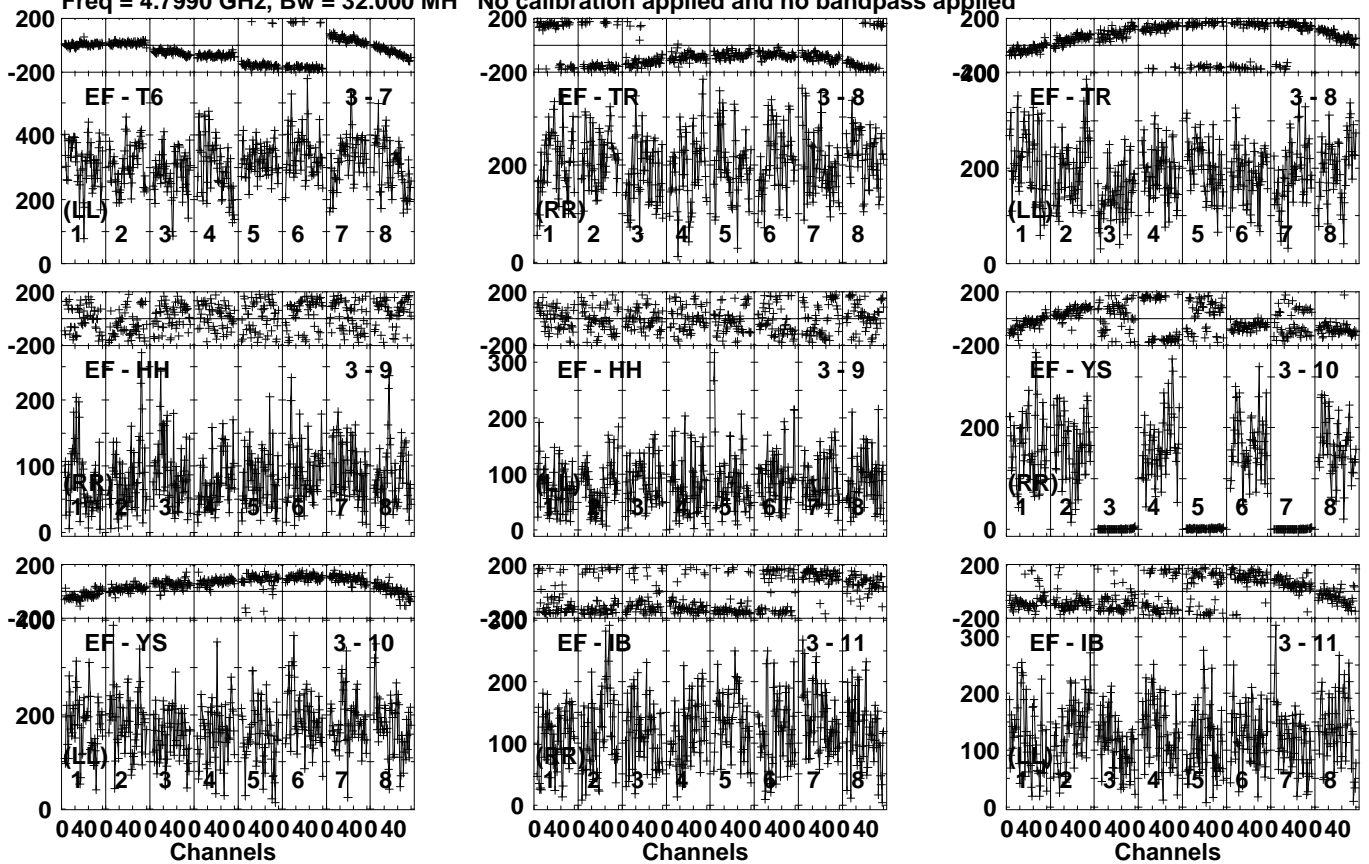 Freq = 4.7990 GHz, Bw = 32.000 MH No calibration applied and no bandpass applied
200 200 200
-200 -200 -200
400
EF - T6 3 - 7 EF - TR 3 - 8 EF - TR 3 - 8
400
200 200 200
(LL) (RR) (LL)
1 2 3 4 5 6 7 8 1 2 3 4 5 6 7 8 1 2 3 4 5 6 7 8
0 0 0
200 200 200
-200 -200 -200
300
EF - HH 3 - 9 EF - HH 3 - 9 EF - YS 3 - 10
200 200 200
100 100
(RR) (LL) (RR)
1 2 3 4 5 6 7 8 1 2 3 4 5 6 7 8 1 2 3 4 5 6 7 8
0 0 0
200 200 200
-200 -200 -200
400 300 300
EF - YS 3 - 10 EF - IB 3 - 11 EF - IB 3 - 11
200 200 200
100 100
(LL) (RR) (LL)
1 2 3 4 5 6 7 8 1 2 3 4 5 6 7 8 1 2 3 4 5 6 7 8
0 0 0
0 40 0 40 0 40 0 40 0 40 0 40 0 40 0 40 0 40 0 40 0 40 0 40 0 40 0 40 0 40 0 40 0 40 0 40 0 40 0 40 0 40 0 40 0 40 0 40
Channels Channels Channels